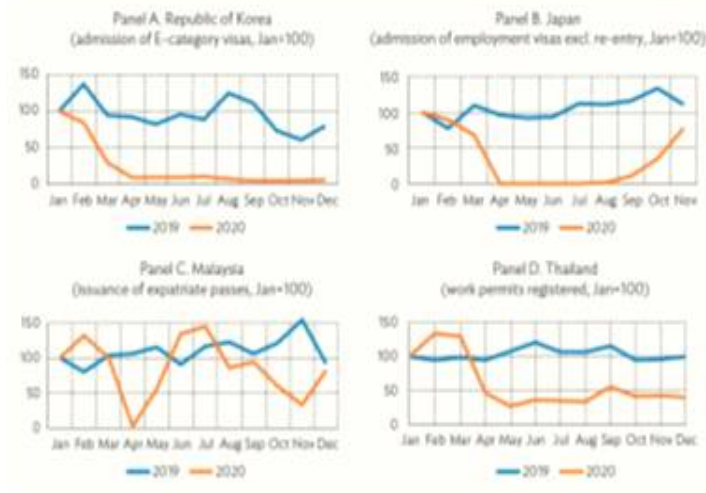 Panel A. Republic of Korea
(admission of E-category visas, Jan=100)
150
100
50
0
Jan Feb Mar Apr May Jun Jul Aug Sep Oct Nov Dec
2019 2020
Panel B. Japan
(admission of employment visas excl. re-entry, Jan=100)
150
100
50
0
Jan Feb Mar Apr May Jun Jul Aug Sep Oct Nov
2019 2020
Panel C. Malaysia
(issuance of expatriate passes, Jan=100)
150
100
50
0
Jan Feb Mar Apr May Jun Jul Aug Sep Oct Nov Dec
2019 2020
Panel D. Thailand
(work permits registered, Jan=100)
150
100
50
0
Jan Feb Mar Apr May Jun Jul Aug Sep Oct Nov Dec
2019 2020